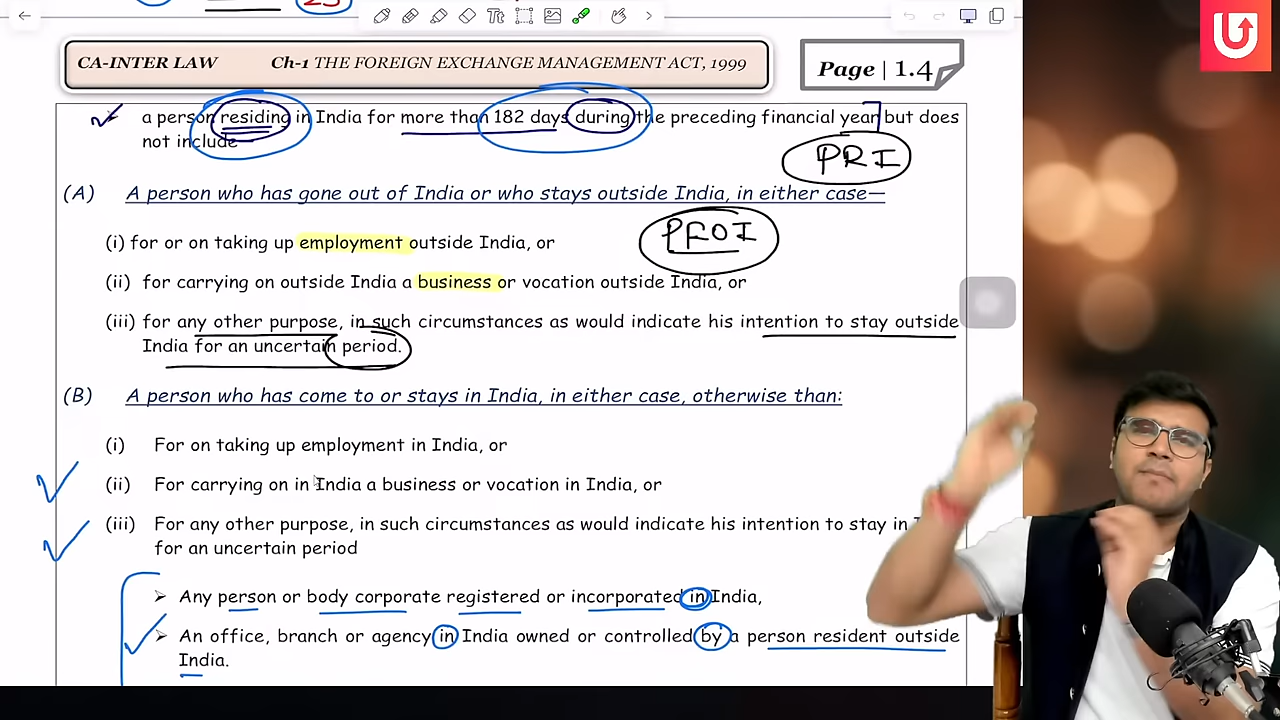 25
Tt
CA-INTER LAW Ch-1 THE FOREIGN EXCHANGE MANAGEMENT ACT, 1999 Page | 1.4
a person residing in India for more than 182 days during the preceding financial year but does
not include
PRI
(A) A person who has gone out of India or who stays outside India, in either case—
PROI
(i) for or on taking up employment outside India, or
(ii) for carrying on outside India a business or vocation outside India, or
(iii) for any other purpose, in such circumstances as would indicate his intention to stay outside
India for an uncertain period.
(B) A person who has come to or stays in India, in either case, otherwise than:
(i) For on taking up employment in India, or
(ii) For carrying on in India a business or vocation in India, or
(iii) For any other purpose, in such circumstances as would indicate his intention to stay in
for an uncertain period
➢ Any person or body corporate registered or incorporated in India,
➢ An office, branch or agency in India owned or controlled by a person resident outside
India.